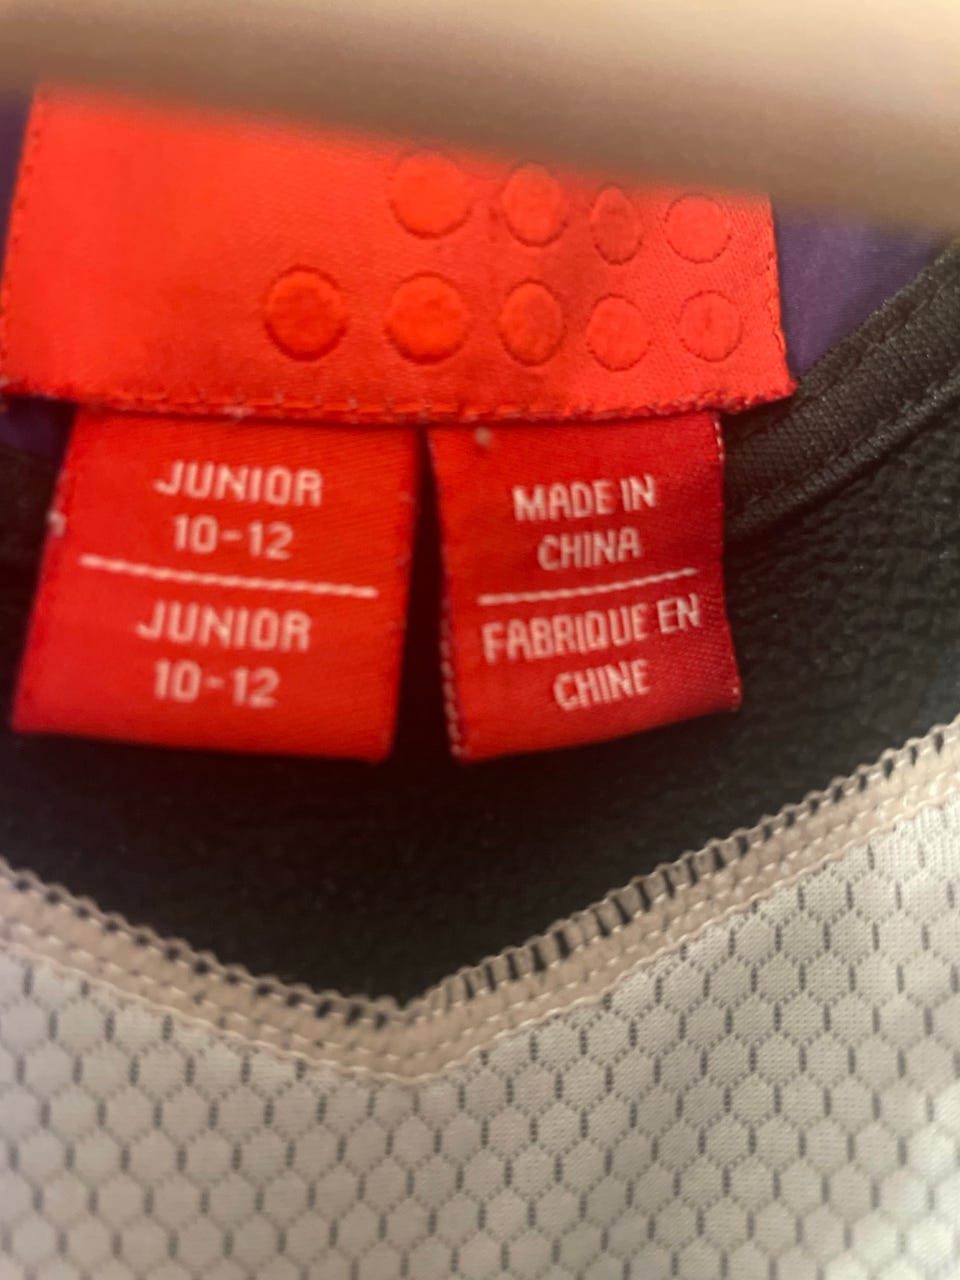 JUNIOR
10-12
JUNIOR
10-12
MADE IN
CHINA
FABRIQUE EN
CHINE